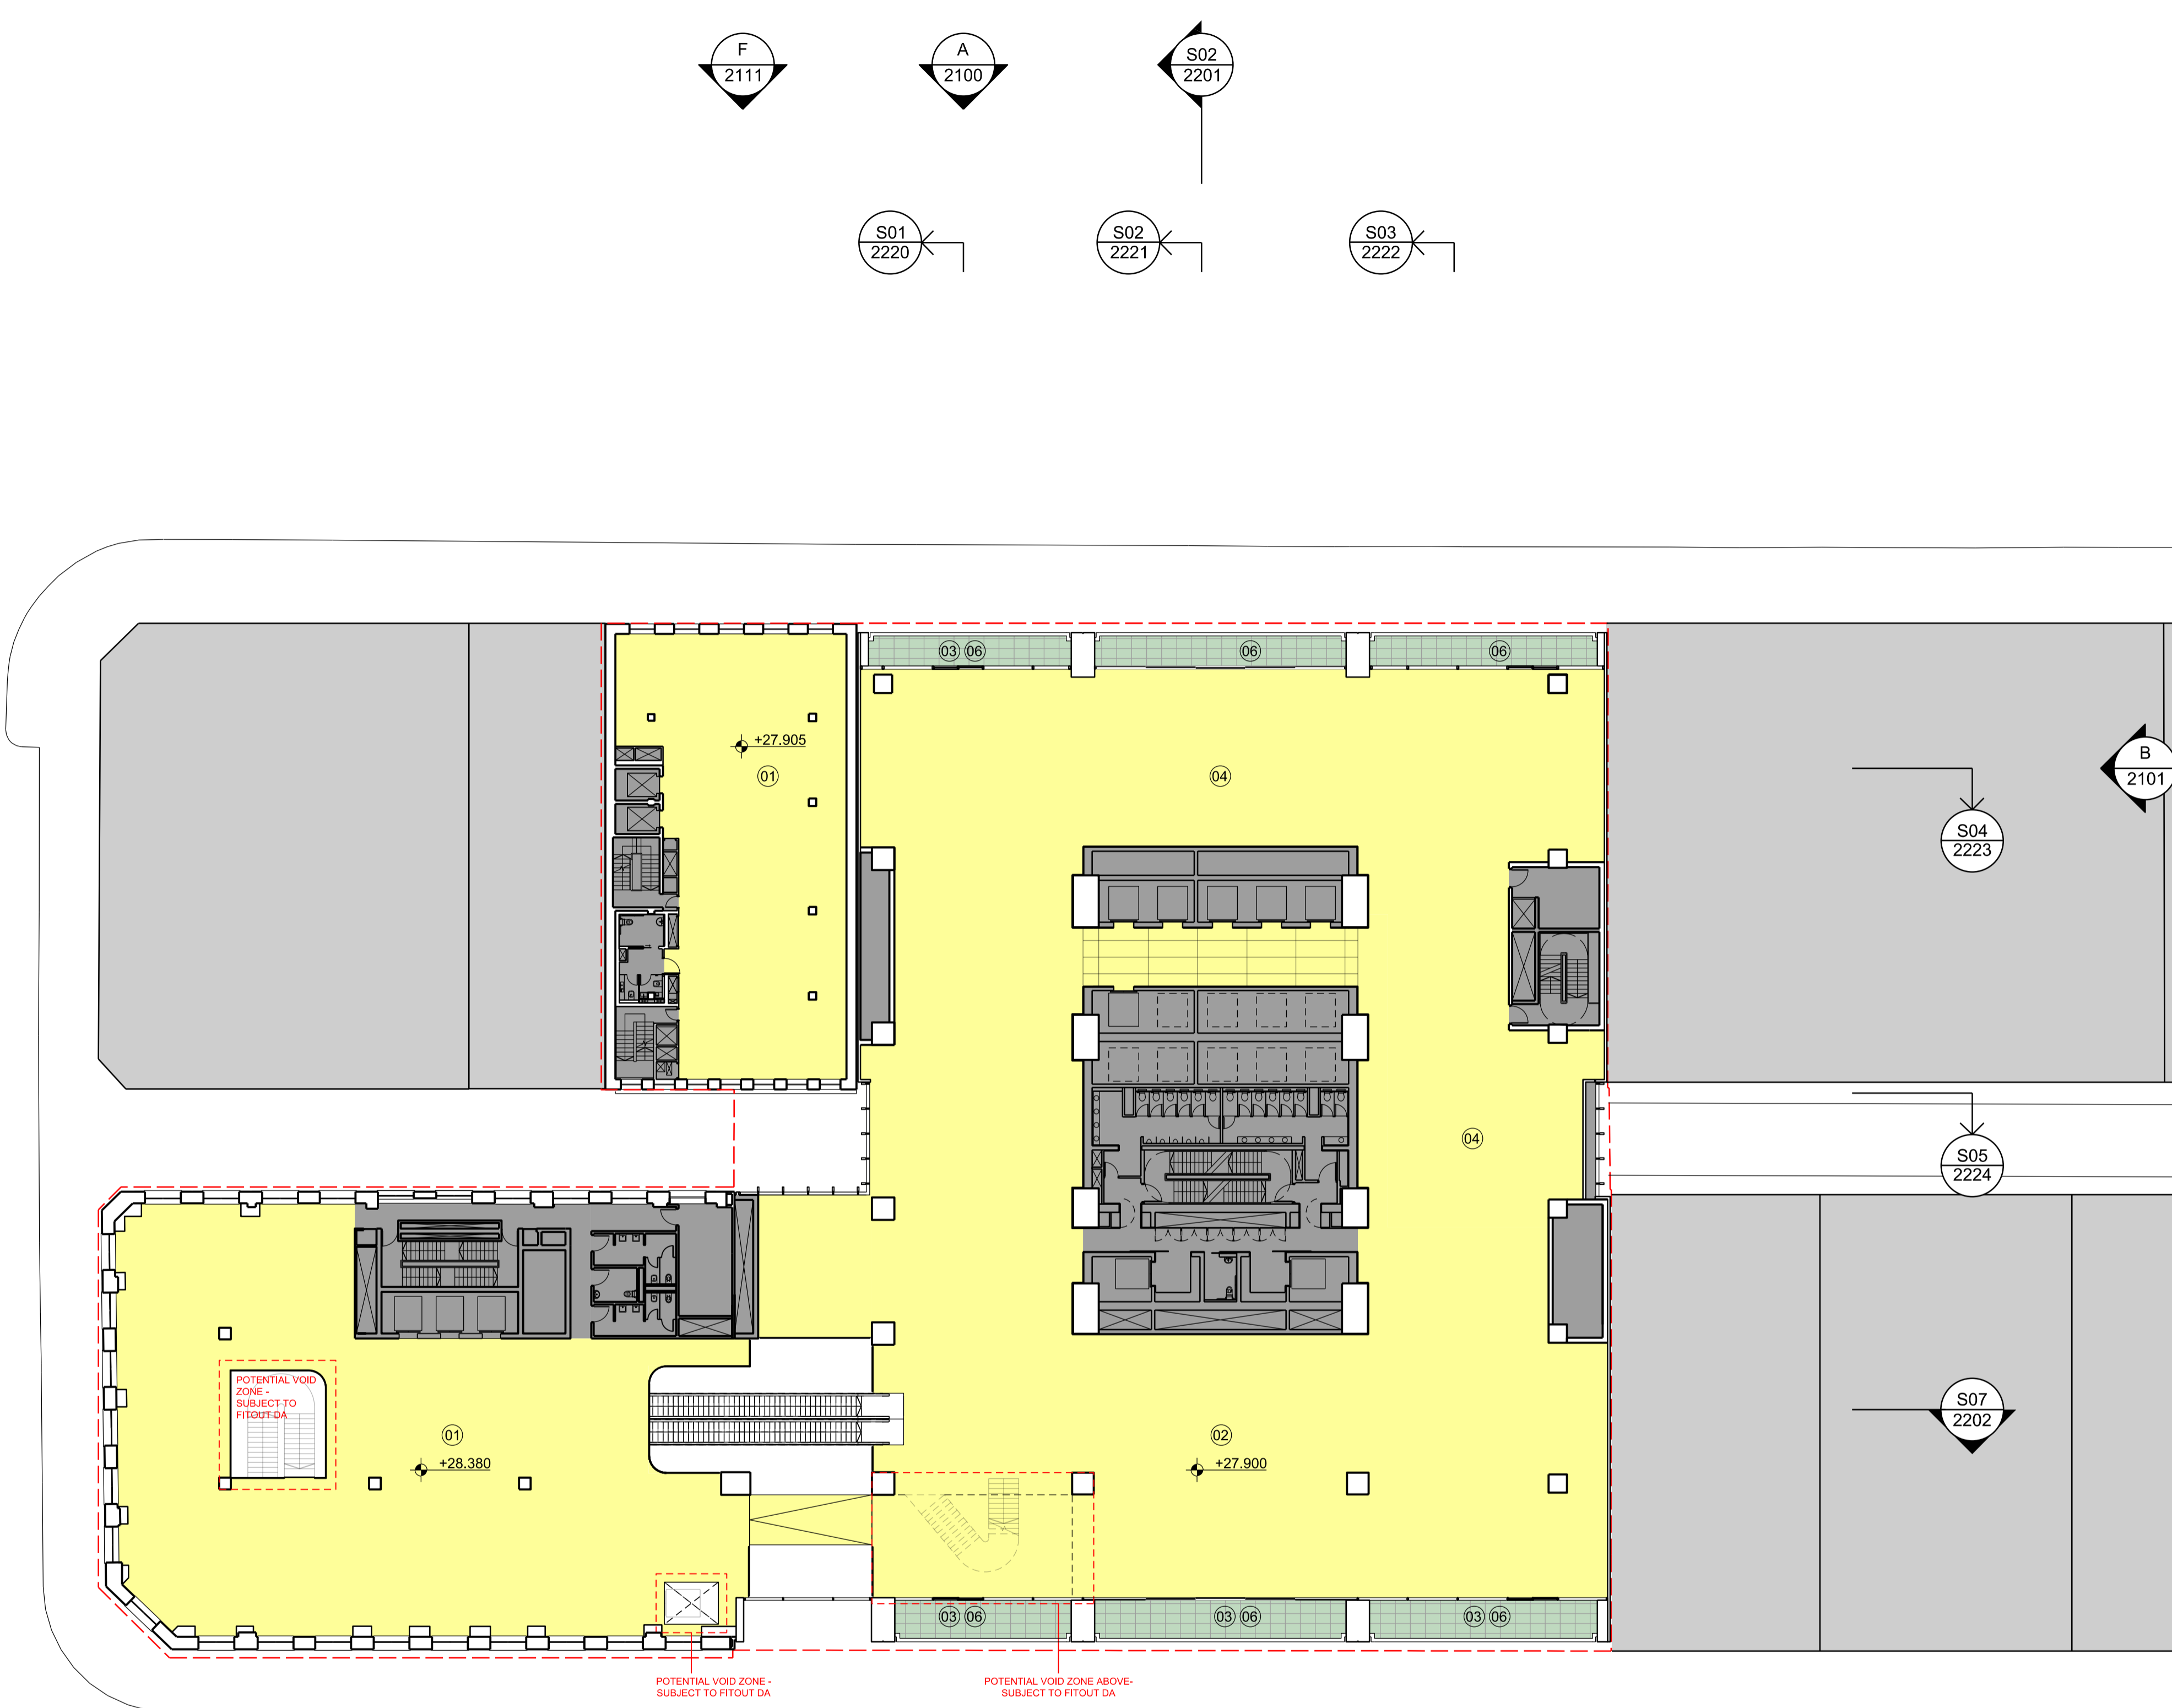 F
2111
A
2100
S02
2201
S01
2220
S02
2221
S03
2222
03 06
06
06
+27.905
01
04
B
2101
S04
2223
04
S05
2224
POTENTIAL VOID
ZONE -
SUBJECT TO
FITOUT DA
01
+28.380
02
+27.900
S07
2202
03 06
03 06
03 06
POTENTIAL VOID ZONE -
SUBJECT TO FITOUT DA
POTENTIAL VOID ZONE ABOVE-
SUBJECT TO FITOUT DA